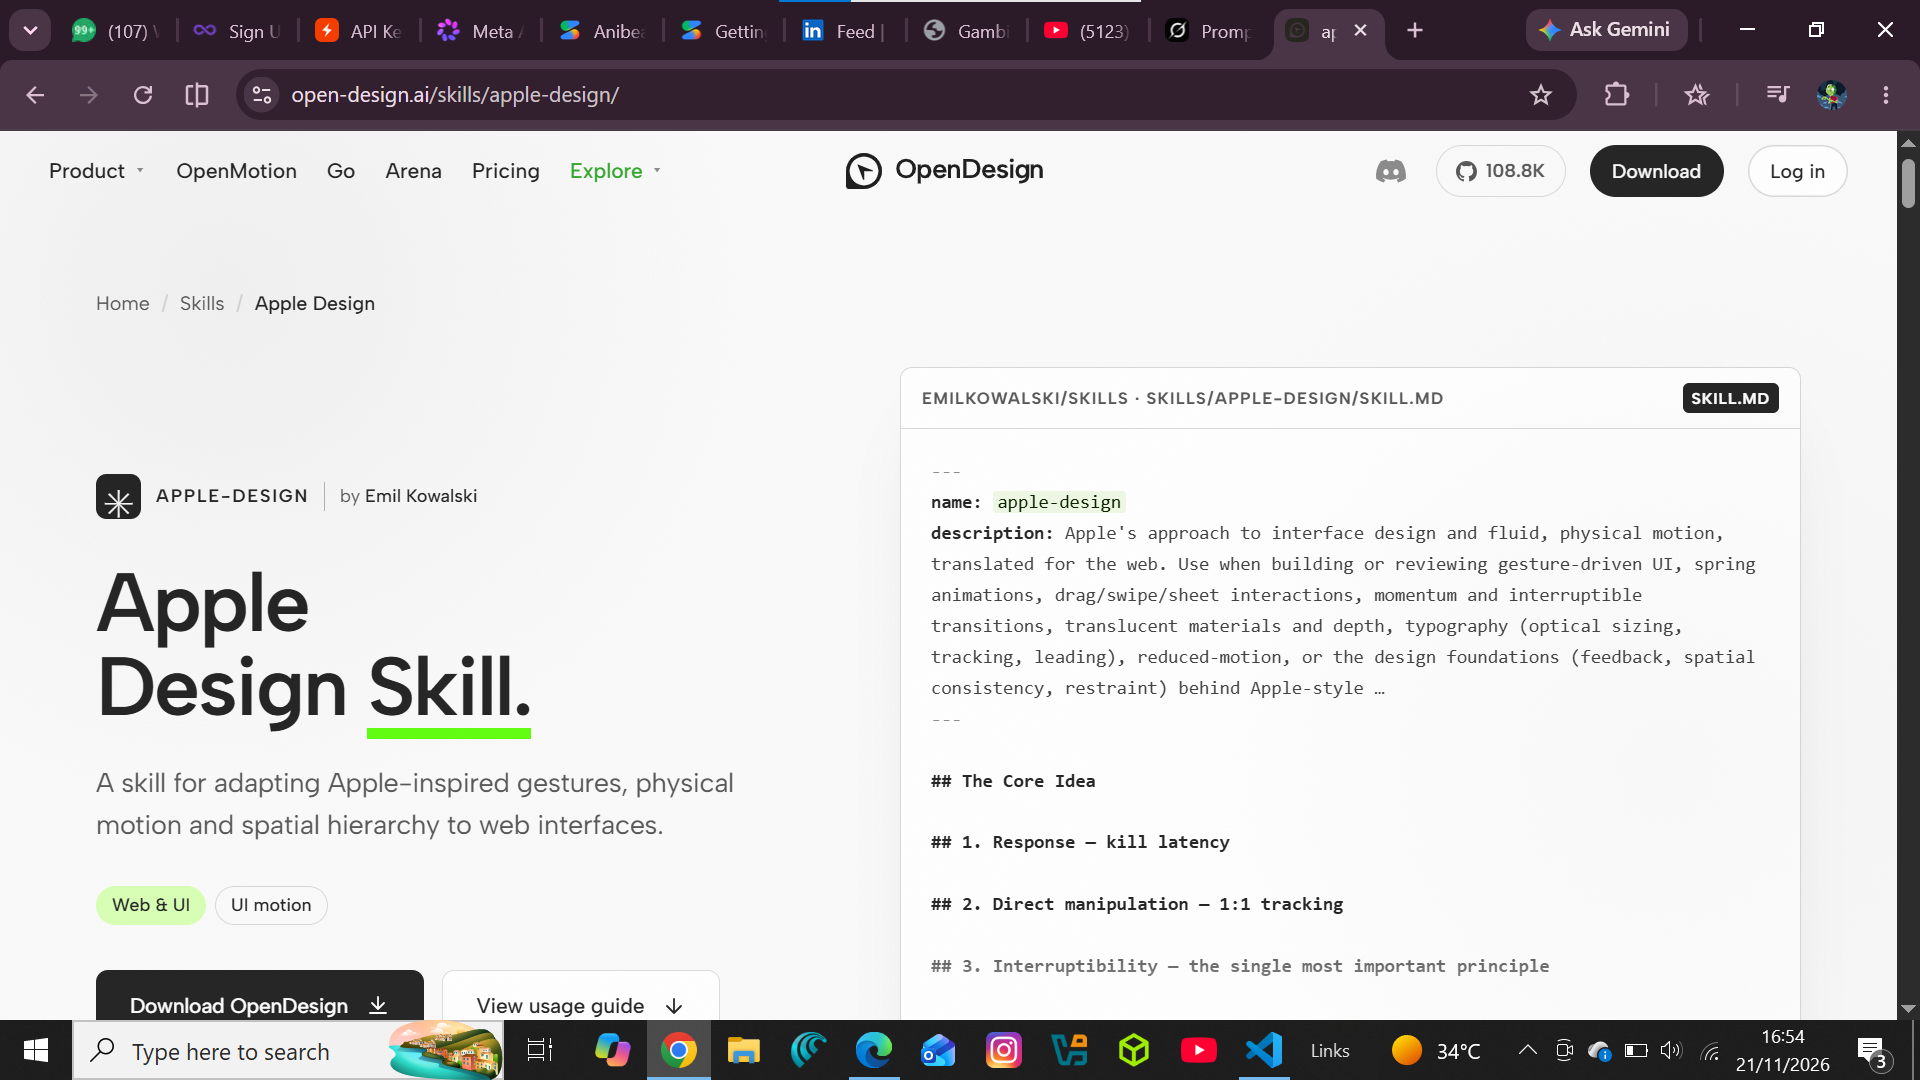 (107)
Sign U
API Ke
Meta
Anibea
Getting
Feed |
Gambl
(5123)
Promp
ap
Ask Gemini
open-design.ai/skills/apple-design/
Product
OpenMotion
Go
Arena
Pricing
Explore
OpenDesign
108.8K
Download
Log in
Home / Skills / Apple Design
APPLE-DESIGN
by Emil Kowalski
Apple
Design Skill.
A skill for adapting Apple-inspired gestures, physical
motion and spatial hierarchy to web interfaces.
Web & UI
UI motion
Download OpenDesign
View usage guide
EMILKOWALSKI/SKILLS · SKILLS/APPLE-DESIGN/SKILL.MD
SKILL.MD
---
name: apple-design
description: Apple's approach to interface design and fluid, physical motion,
translated for the web. Use when building or reviewing gesture-driven UI, spring
animations, drag/swipe/sheet interactions, momentum and interruptible
transitions, translucent materials and depth, typography (optical sizing,
tracking, leading), reduced-motion, or the design foundations (feedback, spatial
consistency, restraint) behind Apple-style …
---
## The Core Idea
## 1. Response — kill latency
## 2. Direct manipulation — 1:1 tracking
## 3. Interruptibility — the single most important principle
Type here to search
Links
34°C
16:54
21/11/2026
3